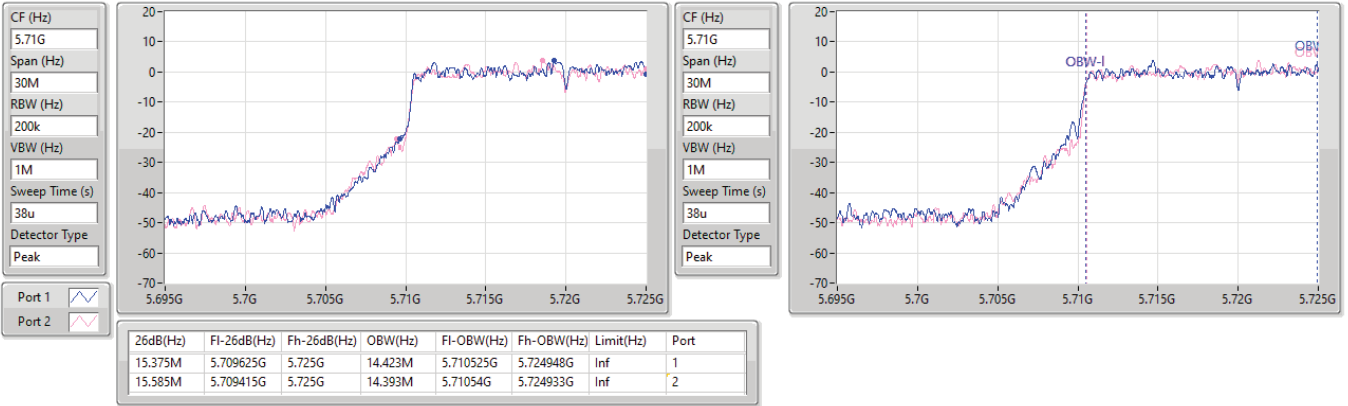 CF (Hz)
5.71G
Span (Hz)
30M
RBW (Hz)
200k
VBW (Hz)
1M
Sweep Time (s)
38u
Detector Type
Peak
Port 1
Port 2
20
10
0
-10
-20
-30
-40
-50
-60
-70
5.695G 5.7G 5.705G 5.71G 5.715G 5.72G 5.725G
CF (Hz)
5.71G
Span (Hz)
30M
RBW (Hz)
200k
VBW (Hz)
1M
Sweep Time (s)
38u
Detector Type
Peak
20
10
0
-10
-20
-30
-40
-50
-60
-70
OBW-l
5.695G 5.7G 5.705G 5.71G 5.715G 5.72G 5.725G
26dB(Hz) Fl-26dB(Hz) Fh-26dB(Hz) OBW(Hz) Fl-OBW(Hz) Fh-OBW(Hz) Limit(Hz) Port
15.375M 5.709625G 5.725G 14.423M 5.710525G 5.724948G Inf 1
15.585M 5.709415G 5.725G 14.393M 5.71054G 5.724933G Inf 2